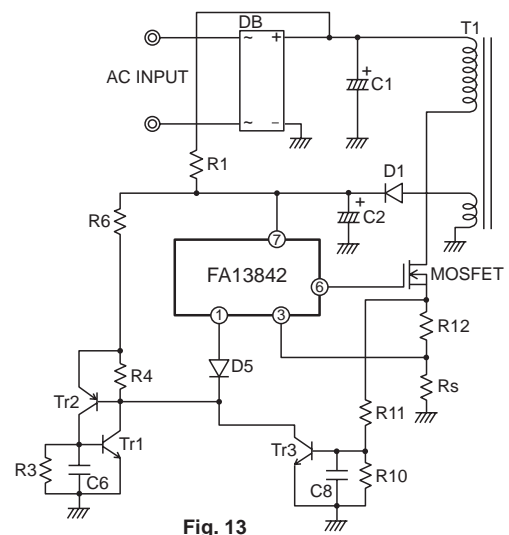 DB
T1
~
+
AC INPUT
+
C1
~
−
R1
D1
R6
+
C2
7
FA13842
6
MOSFET
1
3
R12
D5
R4
Tr2
R11
Rs
Tr1
Tr3
R3
C6
C8
R10
Fig. 13